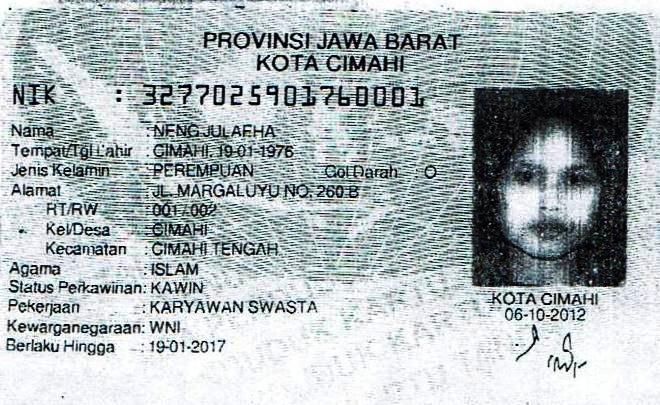 PROVINSI JAWA BARAT
KOTA CIMAHI
NIK : 3277025901760001
Nama : NENG JULAEHA
Tempat/Tgl Lahir : CIMAHI, 19-01-1976
Jenis Kelamin : PEREMPUAN Gol Darah : O
Alamat : JL. MARGALUYU NO. 260 B
RT/RW : 001 / 002
Kel/Desa : CIMAHI
Kecamatan : CIMAHI TENGAH
Agama : ISLAM
Status Perkawinan: KAWIN
Pekerjaan : KARYAWAN SWASTA
Kewarganegaraan: WNI
Berlaku Hingga : 19-01-2017
KOTA CIMAHI
06-10-2012